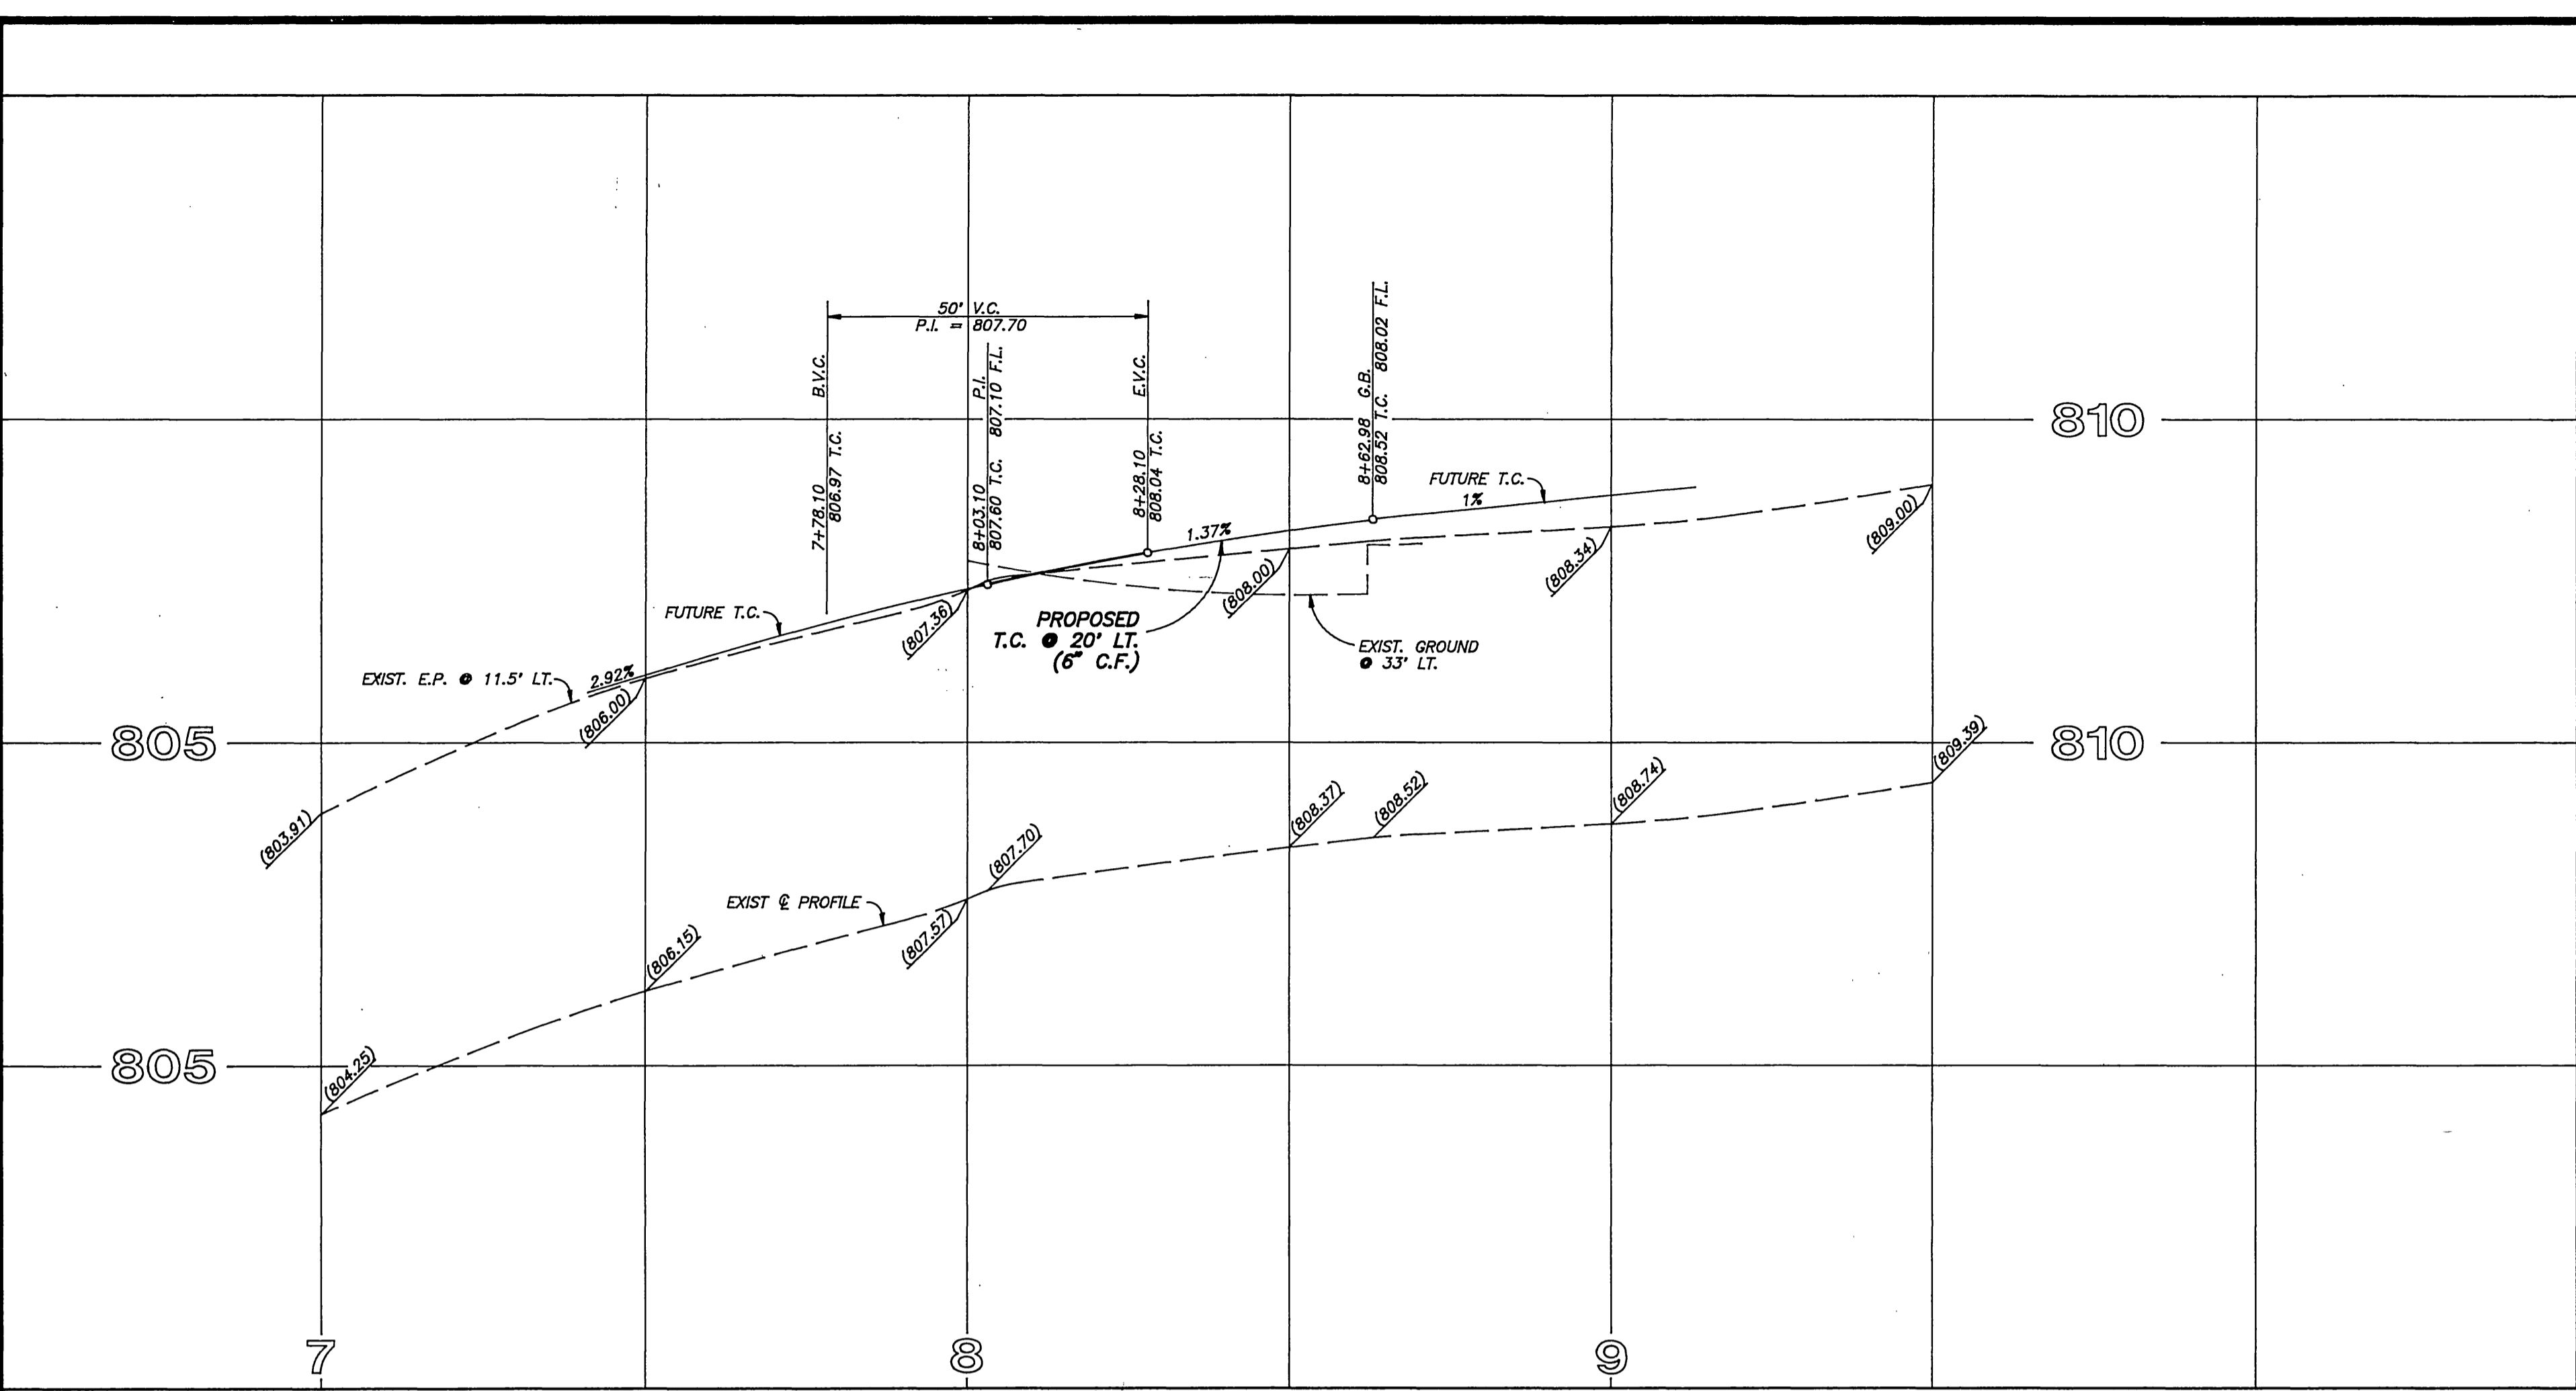 50' V.C.
P.I. = 807.70
B.V.C.
7+78.10
806.97 T.C.
P.I.
8+03.10
807.60 T.C. 807.10 F.L.
E.V.C.
8+28.10
808.04 T.C.
8+62.98 G.B.
808.52 T.C. 808.02 F.L.
810
FUTURE T.C.
1%
(809.00)
1.37%
(808.34)
(808.00)
FUTURE T.C.
(807.36)
PROPOSED
T.C. @ 20' LT.
(6" C.F.)
EXIST. GROUND
@ 33' LT.
EXIST. E.P. @ 11.5' LT.
2.92%
(806.00)
805
810
(809.39)
(803.91)
(808.37)
(808.52)
(808.74)
(807.70)
EXIST ℄ PROFILE
(807.57)
(806.15)
805
(804.25)
7
8
9